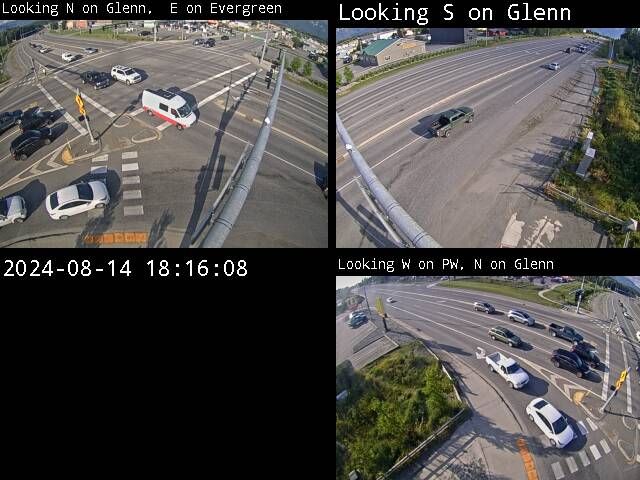 Looking N on Glenn, E on Evergreen
Looking S on Glenn
2024-08-14 18:16:08
Looking W on PW, N on Glenn